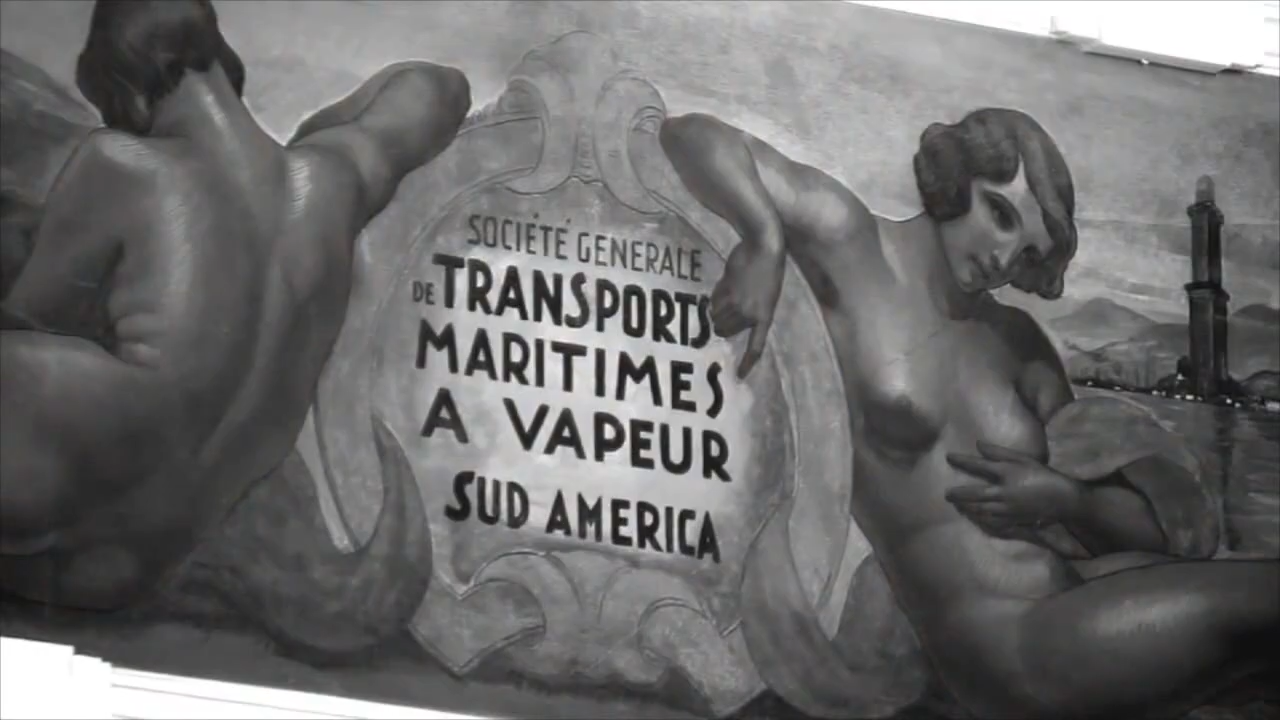 SOCIÉTÉ GENERALE
DE TRANSPORTS
MARITIMES
A VAPEUR
SUD AMERICA